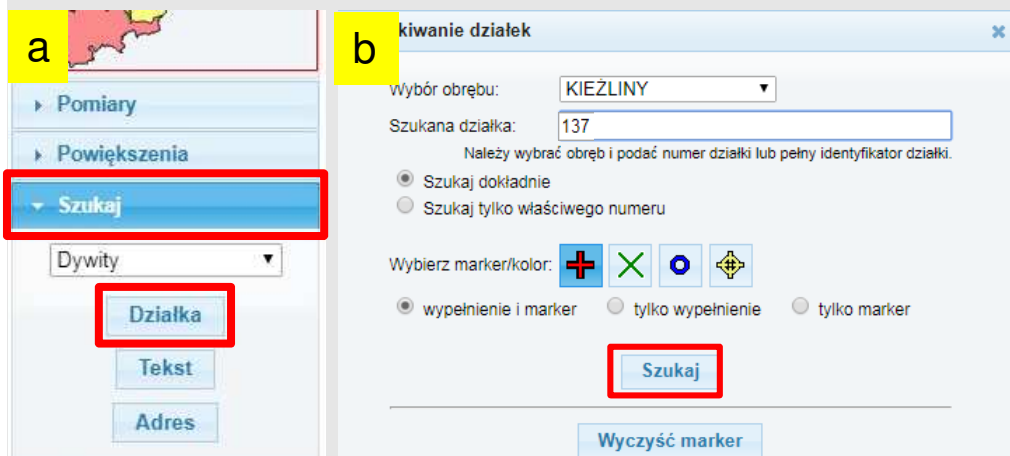 a
Pomiary
Powiększenia
Szukaj
Dywity
Działka
Tekst
Adres
b
kiwanie działek
Wybór obrębu: KIEŹLINY
Szukana działka: 137
Należy wybrać obręb i podać numer działki lub pełny identyfikator działki.
Szukaj dokładnie
Szukaj tylko właściwego numeru
Wybierz marker/kolor:
wypełnienie i marker tylko wypełnienie tylko marker
Szukaj
Wyczyść marker